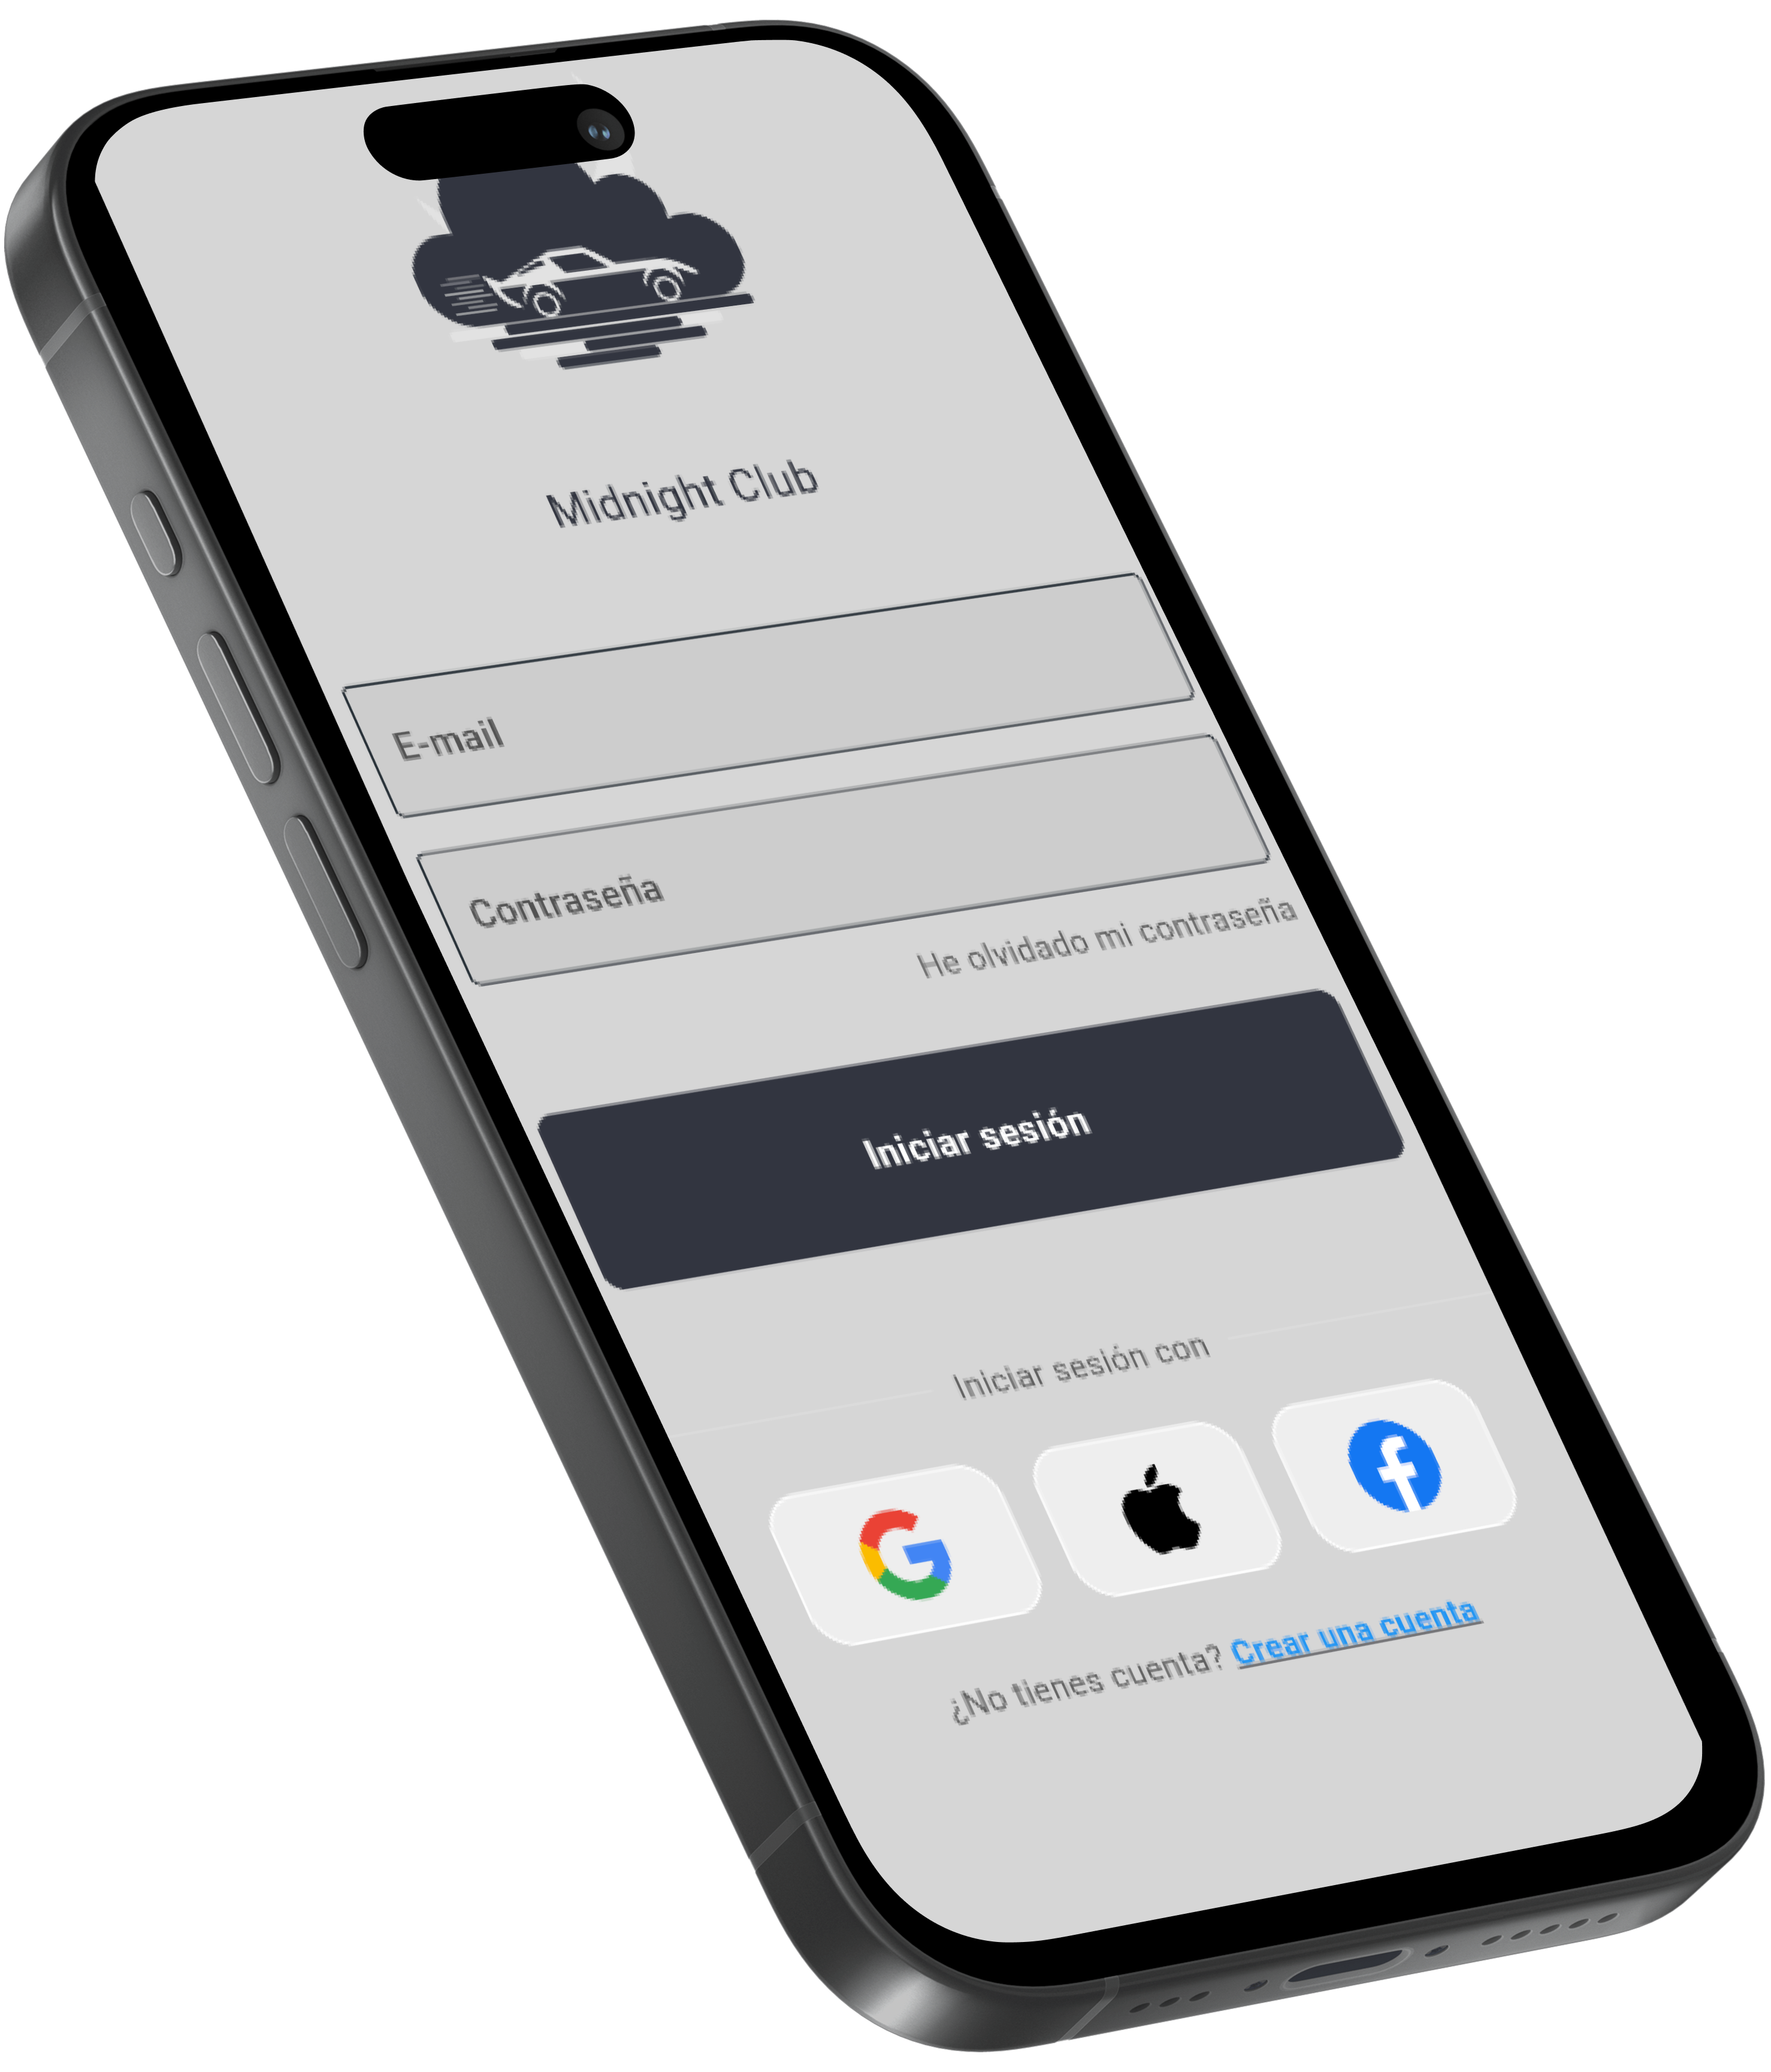 Midnight Club
E-mail
Contraseña
He olvidado mi contraseña
Iniciar sesión
Iniciar sesión con
¿No tienes cuenta? Crear una cuenta